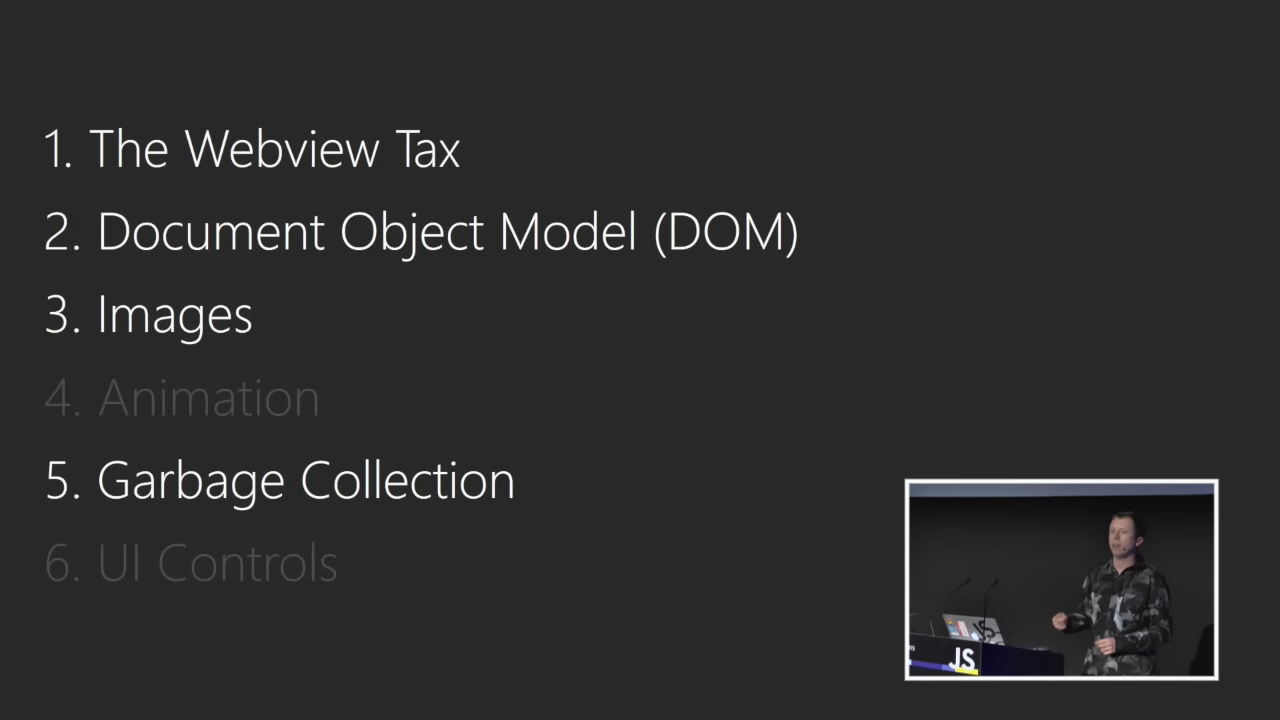 1. The Webview Tax
2. Document Object Model (DOM)
3. Images
4. Animation
5. Garbage Collection
6. UI Controls
JS
JS